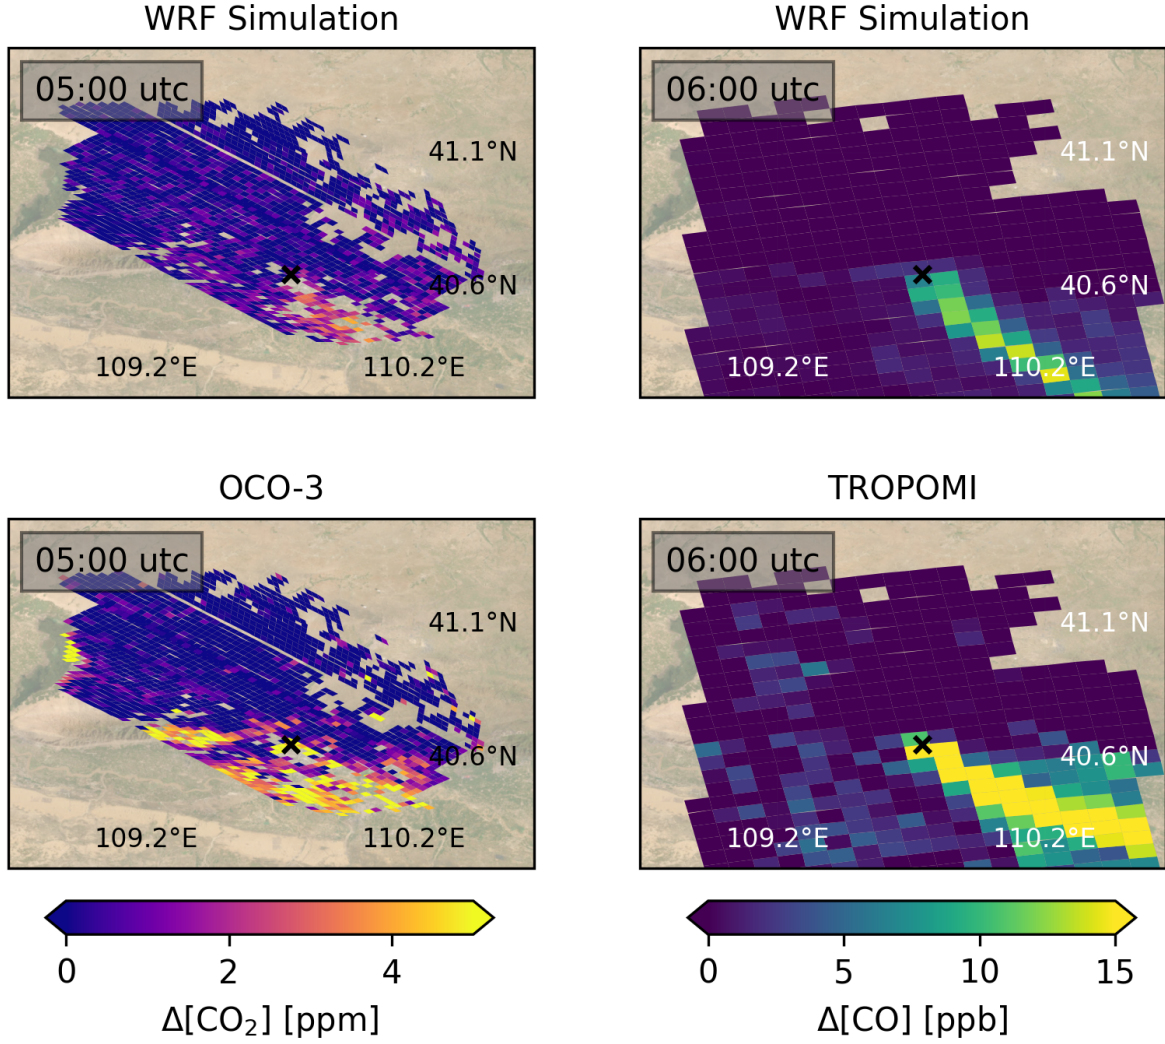 WRF Simulation
05:00 utc
41.1°N
40.6°N
109.2°E 110.2°E
WRF Simulation
06:00 utc
41.1°N
40.6°N
109.2°E 110.2°E
OCO-3
05:00 utc
41.1°N
40.6°N
109.2°E 110.2°E
0 2 4
Δ[CO₂] [ppm]
TROPOMI
06:00 utc
41.1°N
40.6°N
109.2°E 110.2°E
0 5 10 15
Δ[CO] [ppb]